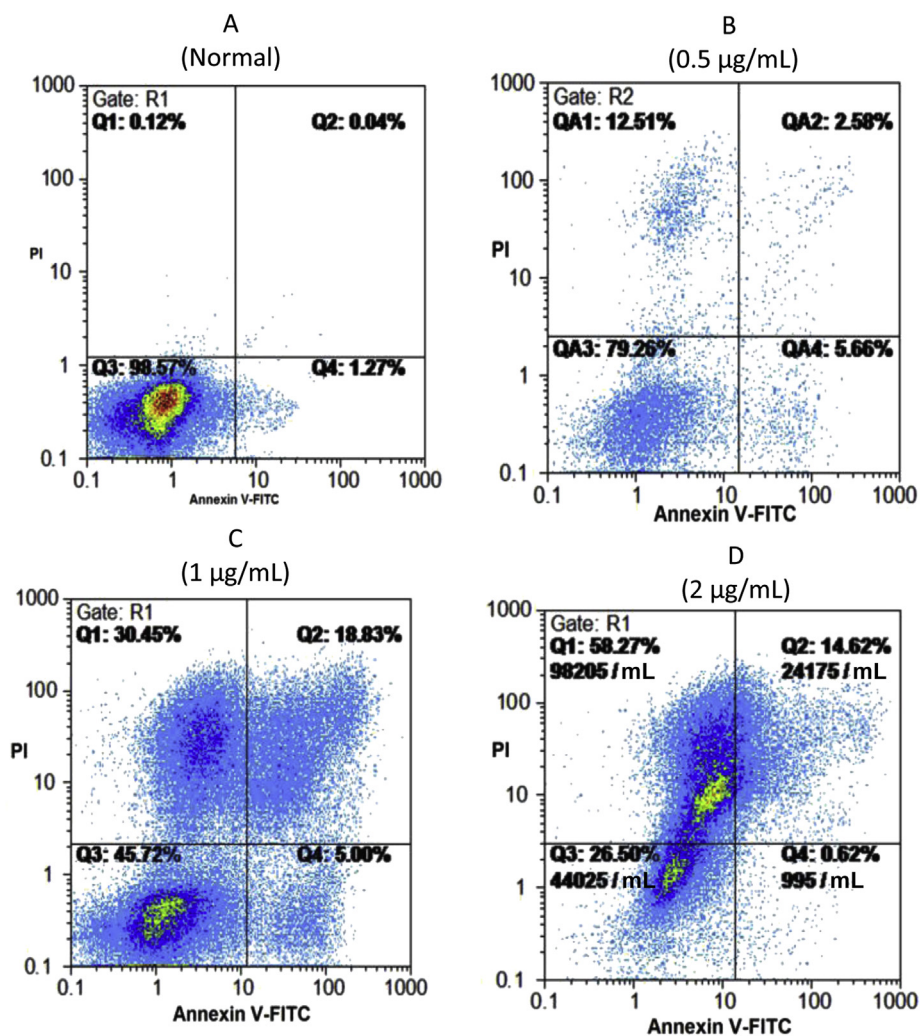 A
(Normal)
1000
Gate: R1
Q1: 0.12%
Q2: 0.04%
100
PI
10
1
Q3: 98.57%
Q4: 1.27%
0.1
0.1
1
10
100
1000
Annexin V-FITC
B
(0.5 µg/mL)
1000
Gate: R2
QA1: 12.51%
QA2: 2.58%
100
PI
10
QA3: 79.26%
QA4: 5.66%
1
0.1
0.1
1
10
100
1000
Annexin V-FITC
C
(1 µg/mL)
1000
Gate: R1
Q1: 30.45%
Q2: 18.83%
100
PI
10
1
Q3: 45.72%
Q4: 5.00%
0.1
0.1
1
10
100
1000
Annexin V-FITC
D
(2 µg/mL)
1000
Gate: R1
Q1: 58.27%
98205 / mL
Q2: 14.62%
24175 / mL
100
PI
10
Q3: 26.50%
44025 / mL
Q4: 0.62%
995 / mL
1
0.1
0.1
1
10
100
1000
Annexin V-FITC